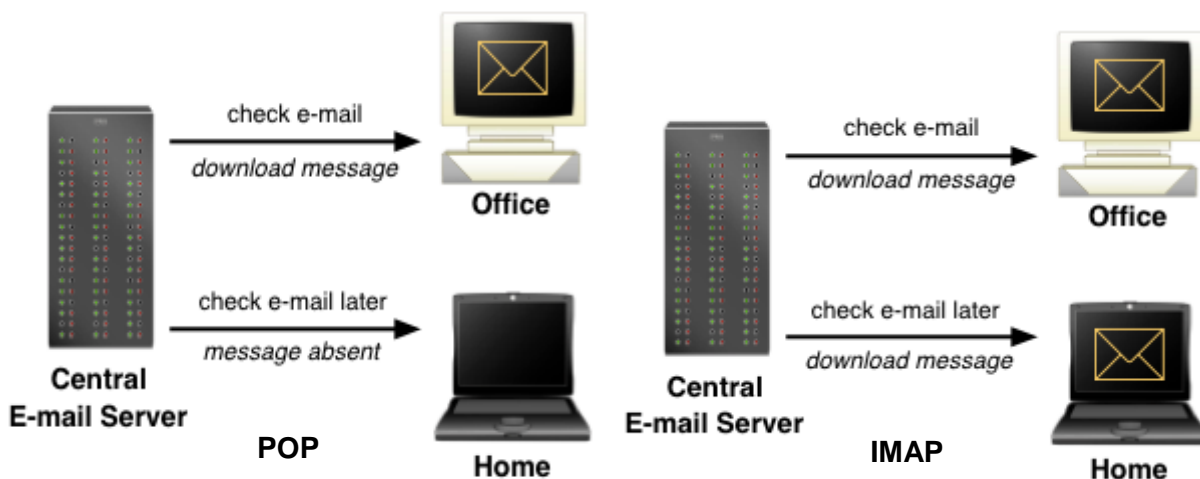 check e-mail
download message
Office
check e-mail later
message absent
Central
E-mail Server
Home
POP
check e-mail
download message
Office
check e-mail later
download message
Central
E-mail Server
Home
IMAP